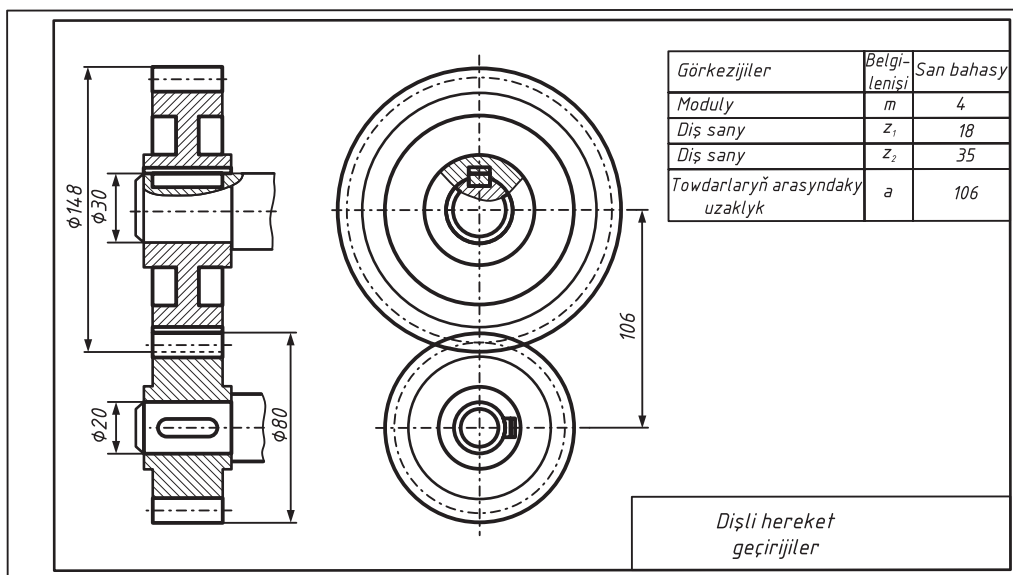 Görkezijiler
Belgi-
lenişi
San bahasy
Moduly
m
4
Diş sany
z₁
18
Diş sany
z₂
35
Towdarlaryň arasyndaky
uzaklyk
a
106
ϕ148
ϕ30
ϕ20
ϕ80
106
Dişli hereket
geçirijiler